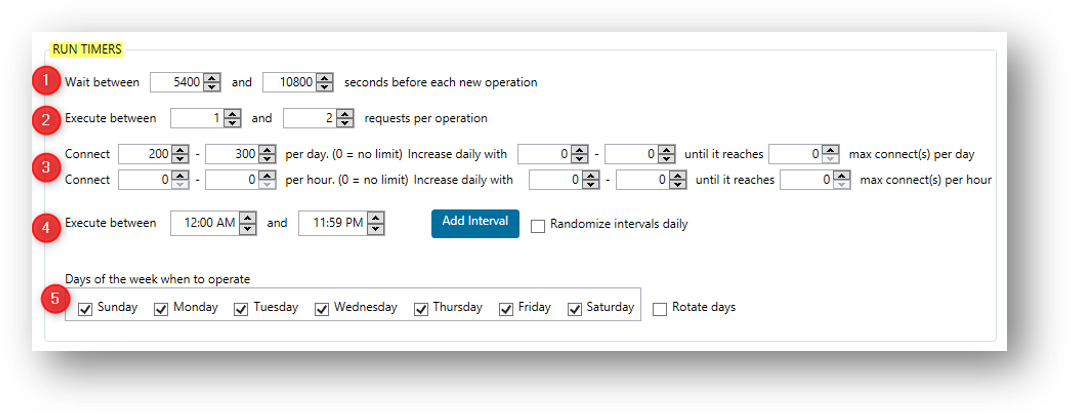 RUN TIMERS
1 Wait between 5400 and 10800 seconds before each new operation
2 Execute between 1 and 2 requests per operation
3 Connect 200 - 300 per day. (0 = no limit) Increase daily with 0 - 0 until it reaches 0 max connect(s) per day
Connect 0 - 0 per hour. (0 = no limit) Increase daily with 0 - 0 until it reaches 0 max connect(s) per hour
4 Execute between 12:00 AM and 11:59 PM Add Interval Randomize intervals daily
Days of the week when to operate
5 Sunday Monday Tuesday Wednesday Thursday Friday Saturday Rotate days